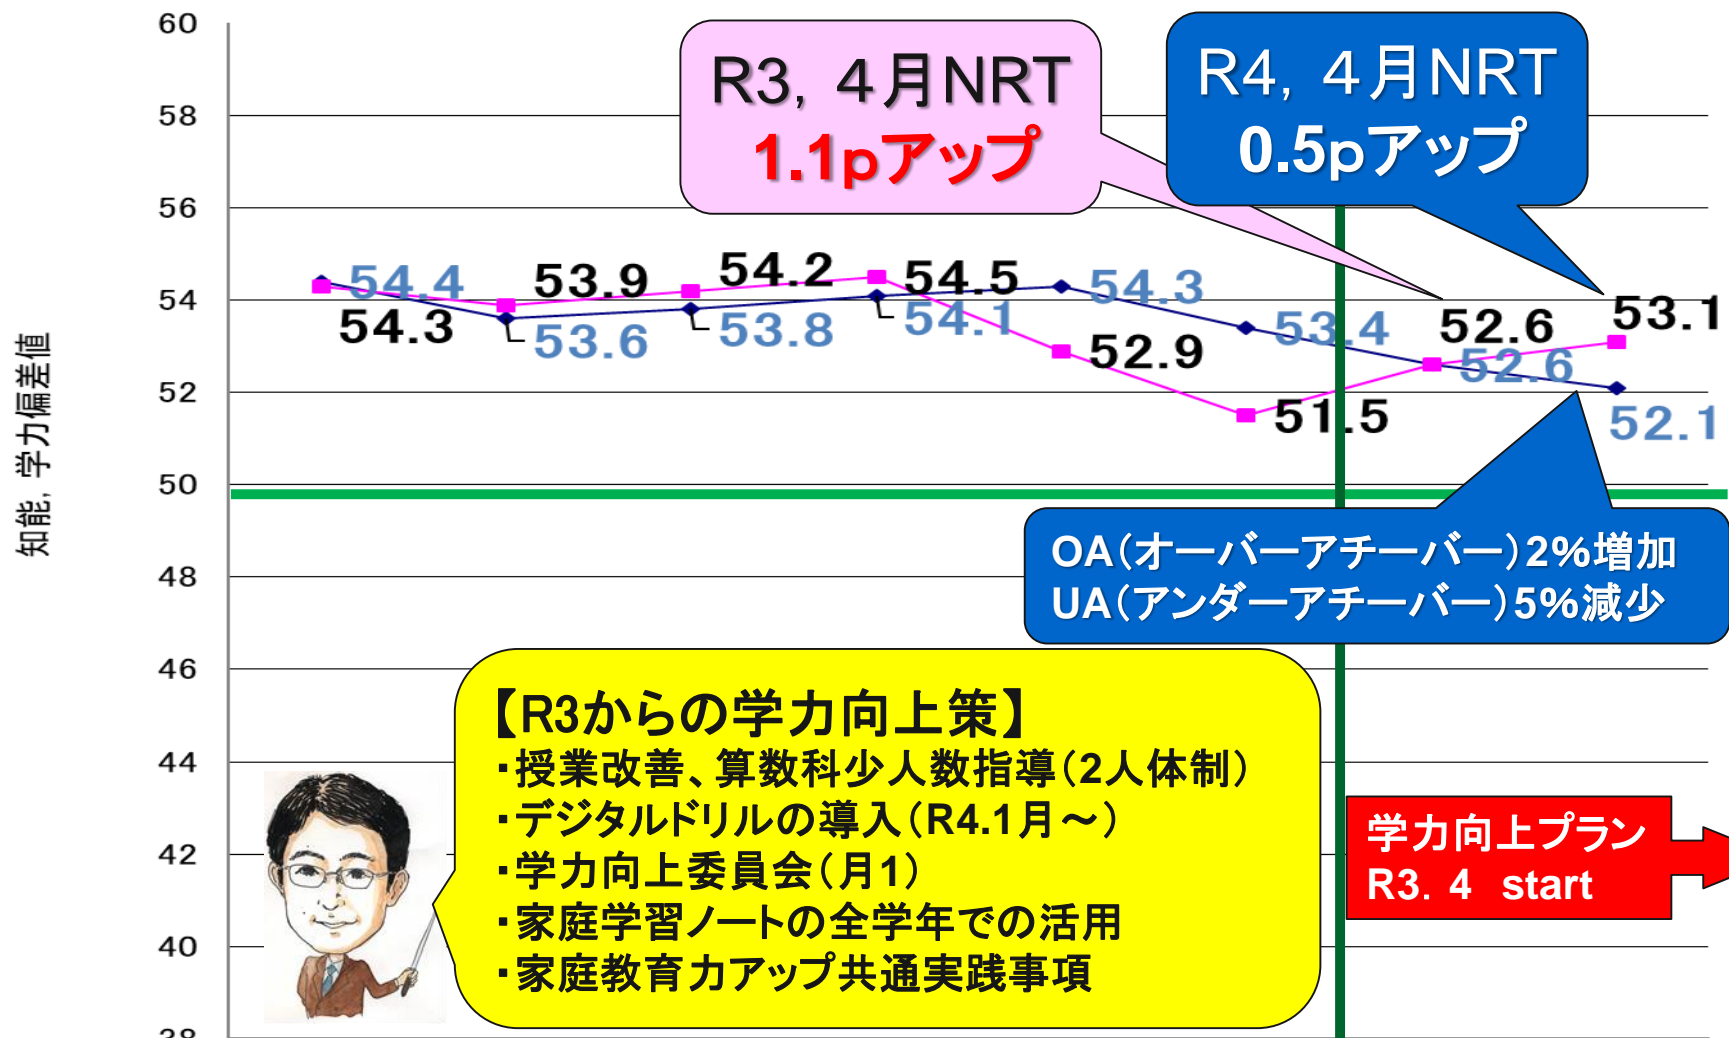 60
58
56
54
52
50
48
46
44
42
40
38
知能, 学力偏差値
R3, 4月NRT
1.1pアップ
R4, 4月NRT
0.5pアップ
54.4
53.9
54.2
54.5
54.3
53.4
52.6
53.1
54.3
53.6
53.8
54.1
52.9
51.5
52.6
52.1
OA(オーバーアチーバー)2%増加
UA(アンダーアチーバー)5%減少
【R3からの学力向上策】
・授業改善、算数科少人数指導(2人体制)
・デジタルドリルの導入(R4.1月~)
・学力向上委員会(月1)
・家庭学習ノートの全学年での活用
・家庭教育力アップ共通実践事項
学力向上プラン
R3. 4 start